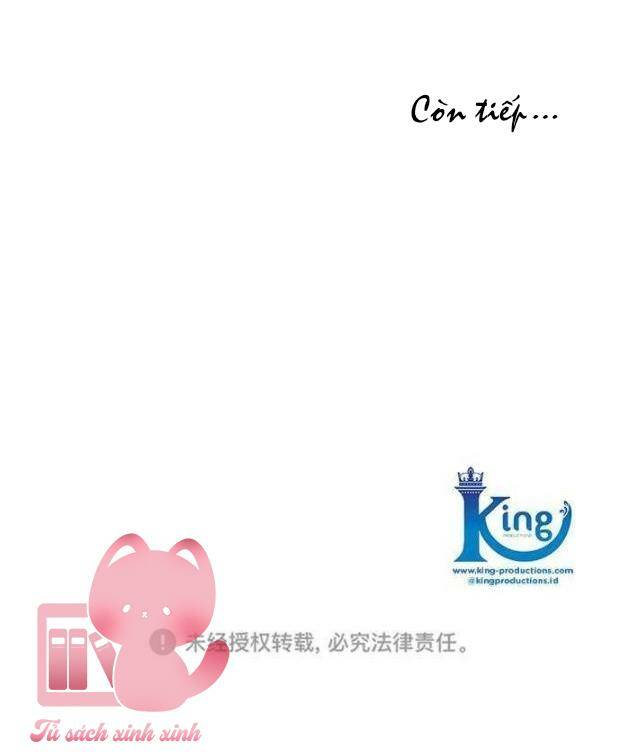 Còn tiếp...
King
PRODUCTIONS
www.king-productions.com
@kingproductions.id
! 未经授权转载, 必究法律责任。
Tủ sách xinh xinh